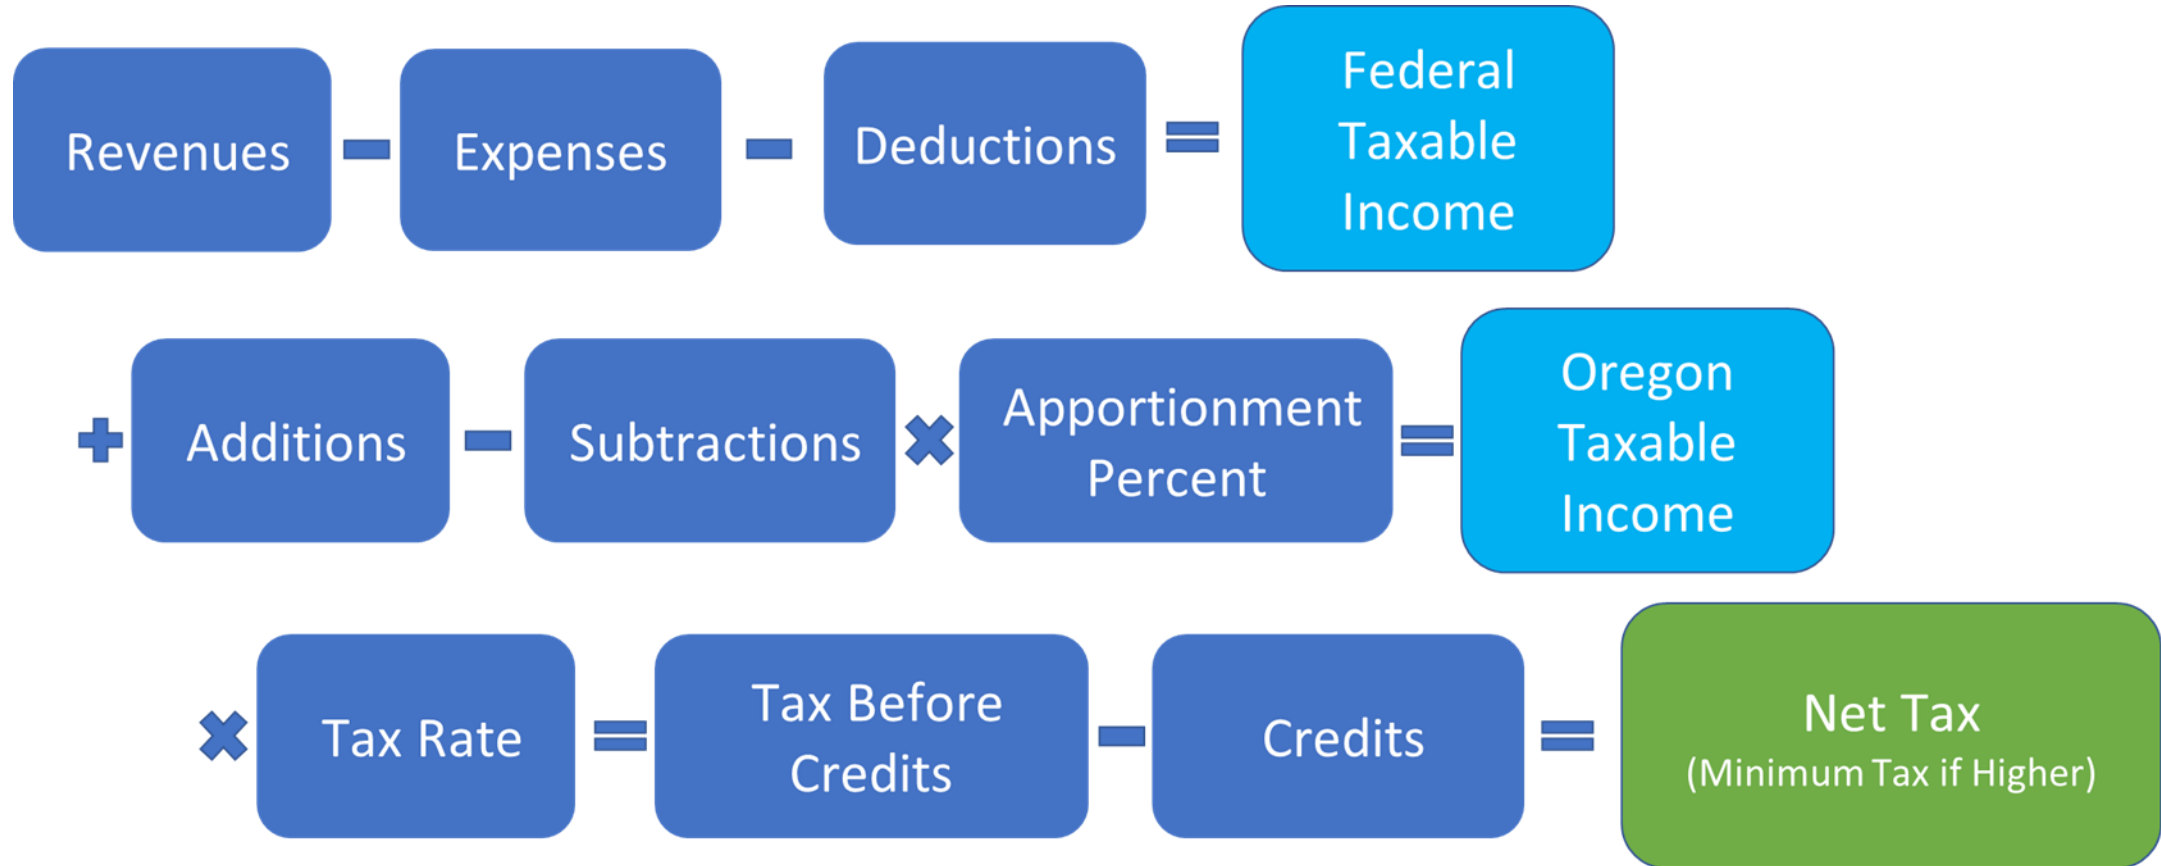 Revenues
Expenses
Deductions
Federal
Taxable
Income
Additions
Subtractions
Apportionment
Percent
Oregon
Taxable
Income
Tax Rate
Tax Before
Credits
Credits
Net Tax
(Minimum Tax if Higher)